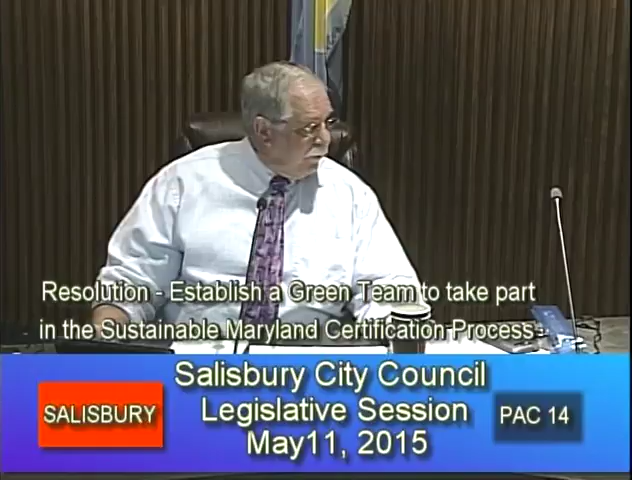 Resolution - Establish a Green Team to take part
in the Sustainable Maryland Certification Process
Salisbury City Council
SALISBURY
Legislative Session
PAC 14
May11, 2015